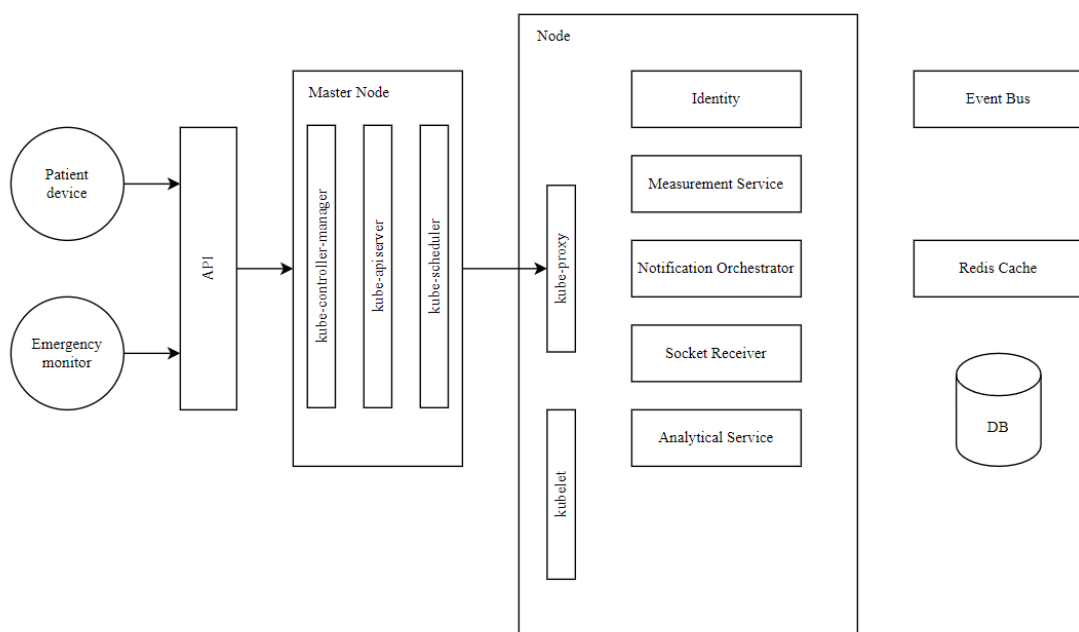 Patient
device
Emergency
monitor
API
Master Node
kube-controller-manager
kube-apiserver
kube-scheduler
Node
kube-proxy
kubelet
Identity
Measurement Service
Notification Orchestrator
Socket Receiver
Analytical Service
Event Bus
Redis Cache
DB